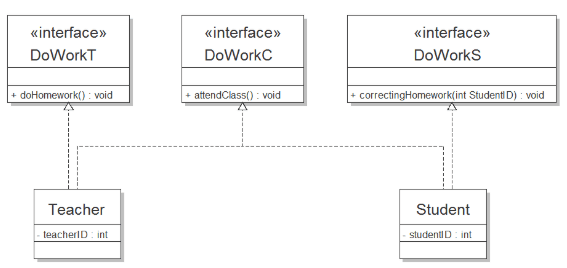 «interface»
DoWorkT
+ doHomework() : void
«interface»
DoWorkC
+ attendClass() : void
«interface»
DoWorkS
+ correctingHomework(int StudentID) : void
Teacher
- teacherID : int
Student
- studentID : int